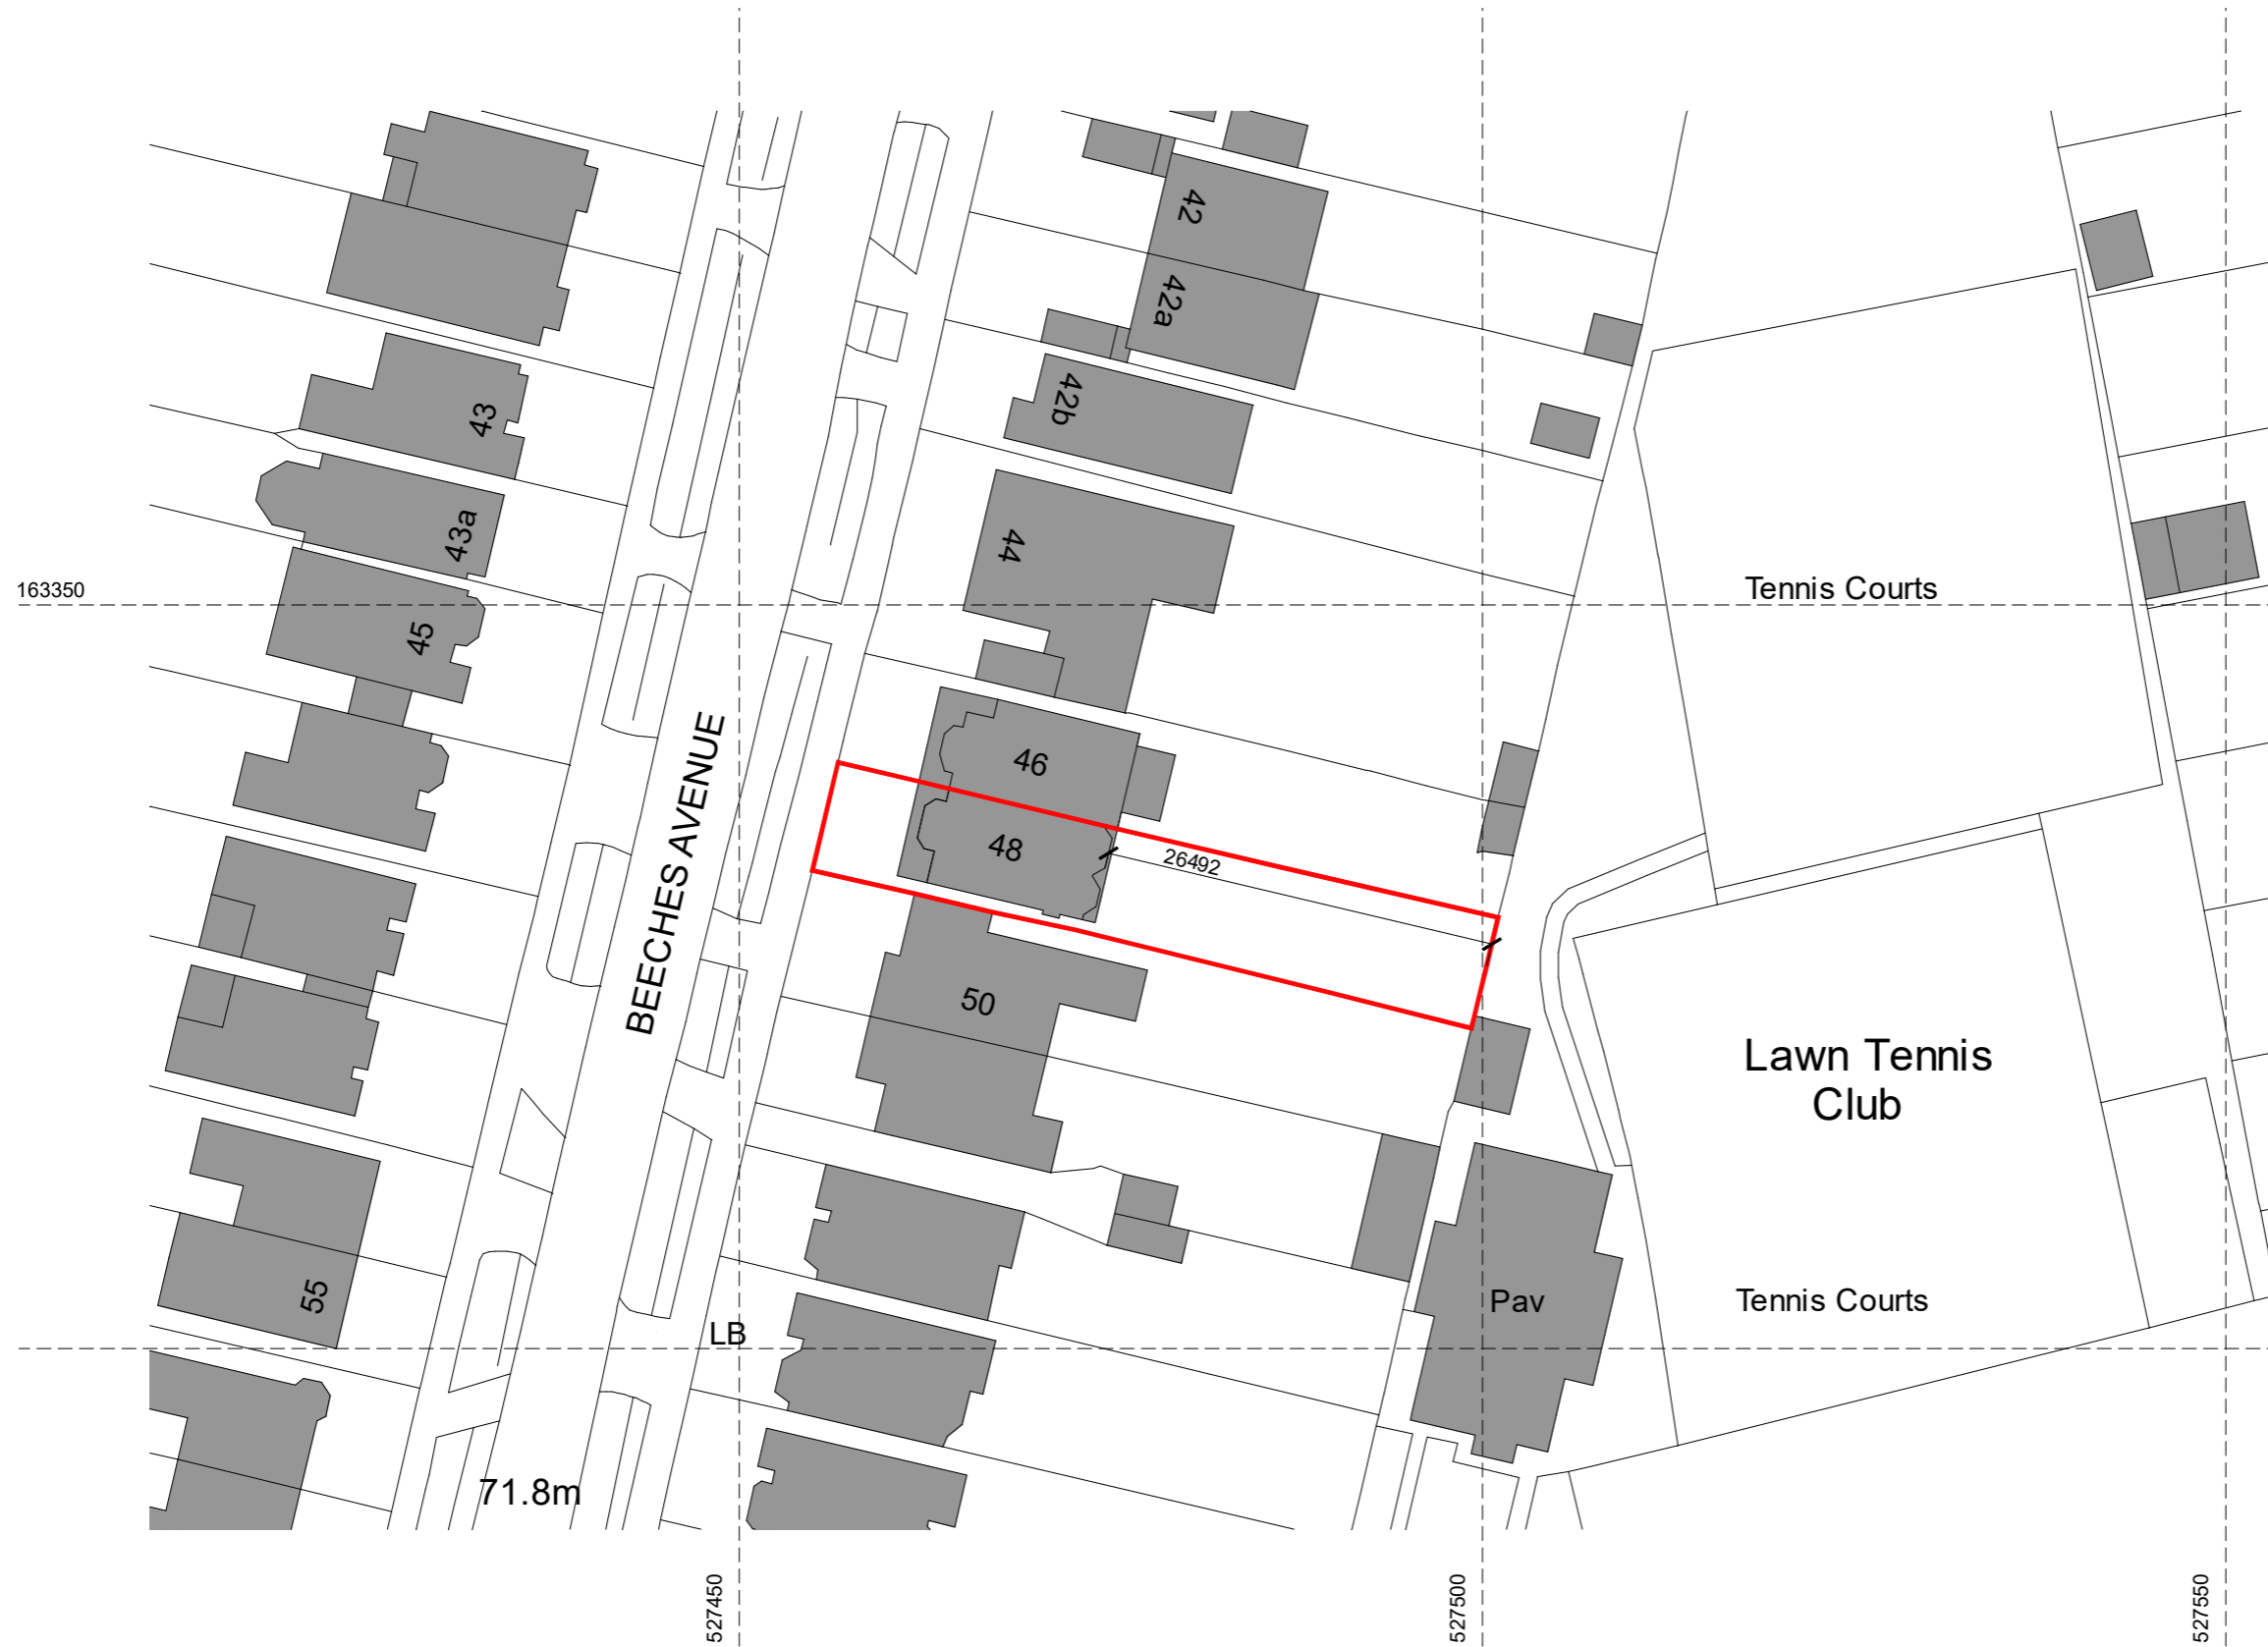 42
42a
42b
43
43a
44
163350
Tennis Courts
45
46
48
26492
BEECHES AVENUE
50
Lawn Tennis
Club
55
Pav
Tennis Courts
LB
71.8m
527450
527500
527550